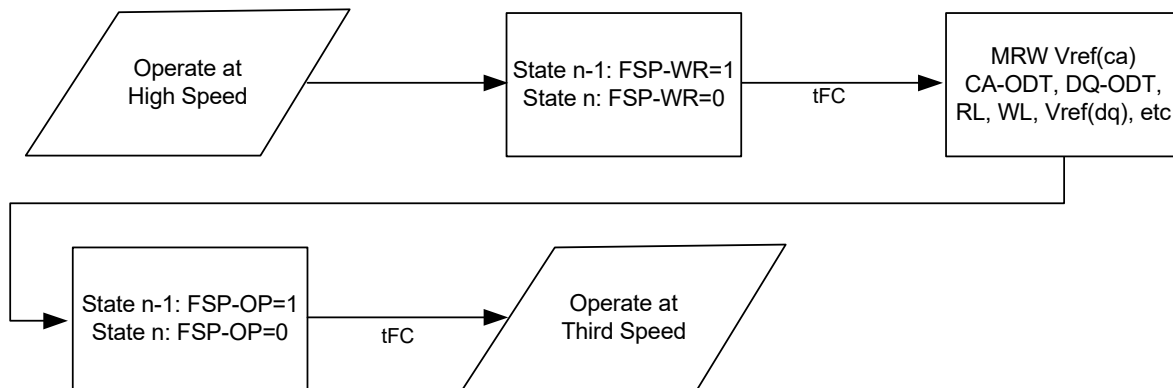 Operate at
High Speed
State n-1: FSP-WR=1
State n: FSP-WR=0
tFC
MRW Vref(ca)
CA-ODT, DQ-ODT,
RL, WL, Vref(dq), etc
State n-1: FSP-OP=1
State n: FSP-OP=0
tFC
Operate at
Third Speed